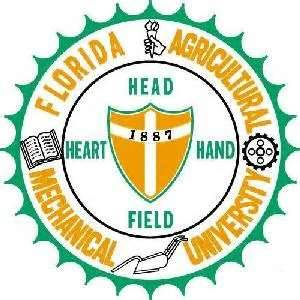 FLORIDA
AGRICULTURAL
MECHANICAL
UNIVERSITY
HEAD
HEART
1887
HAND
FIELD